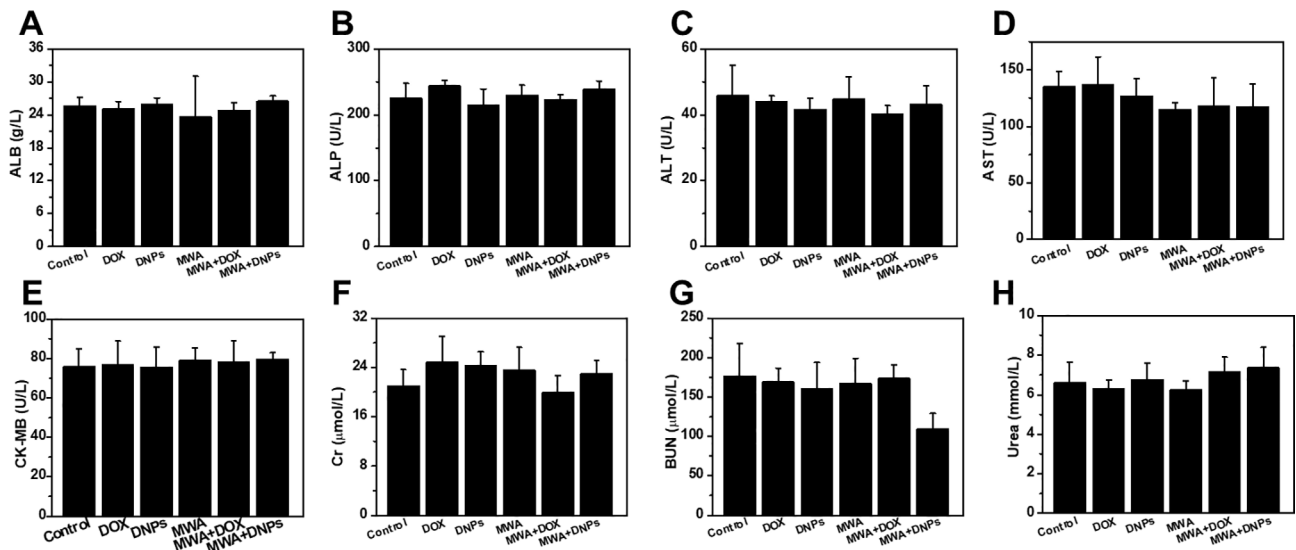 A
ALB (g/L)
36
30
24
18
12
6
0
Control
DOX
DNPs
MWA
MWA+DOX
MWA+DNPs
B
ALP (U/L)
300
200
100
0
Control
DOX
DNPs
MWA
MWA+DOX
MWA+DNPs
C
ALT (U/L)
60
40
20
0
Control
DOX
DNPs
MWA
MWA+DOX
MWA+DNPs
D
AST (U/L)
150
125
100
75
50
25
0
Control
DOX
DNPs
MWA
MWA+DOX
MWA+DNPs
E
CK-MB (U/L)
100
80
60
40
20
0
Control
DOX
DNPs
MWA
MWA+DOX
MWA+DNPs
F
Cr (μmol/L)
32
24
16
8
0
Control
DOX
DNPs
MWA
MWA+DOX
MWA+DNPs
G
BUN (μmol/L)
250
200
150
100
50
0
Control
DOX
DNPs
MWA
MWA+DOX
MWA+DNPs
H
Urea (mmol/L)
10
8
6
4
2
0
Control
DOX
DNPs
MWA
MWA+DOX
MWA+DNPs